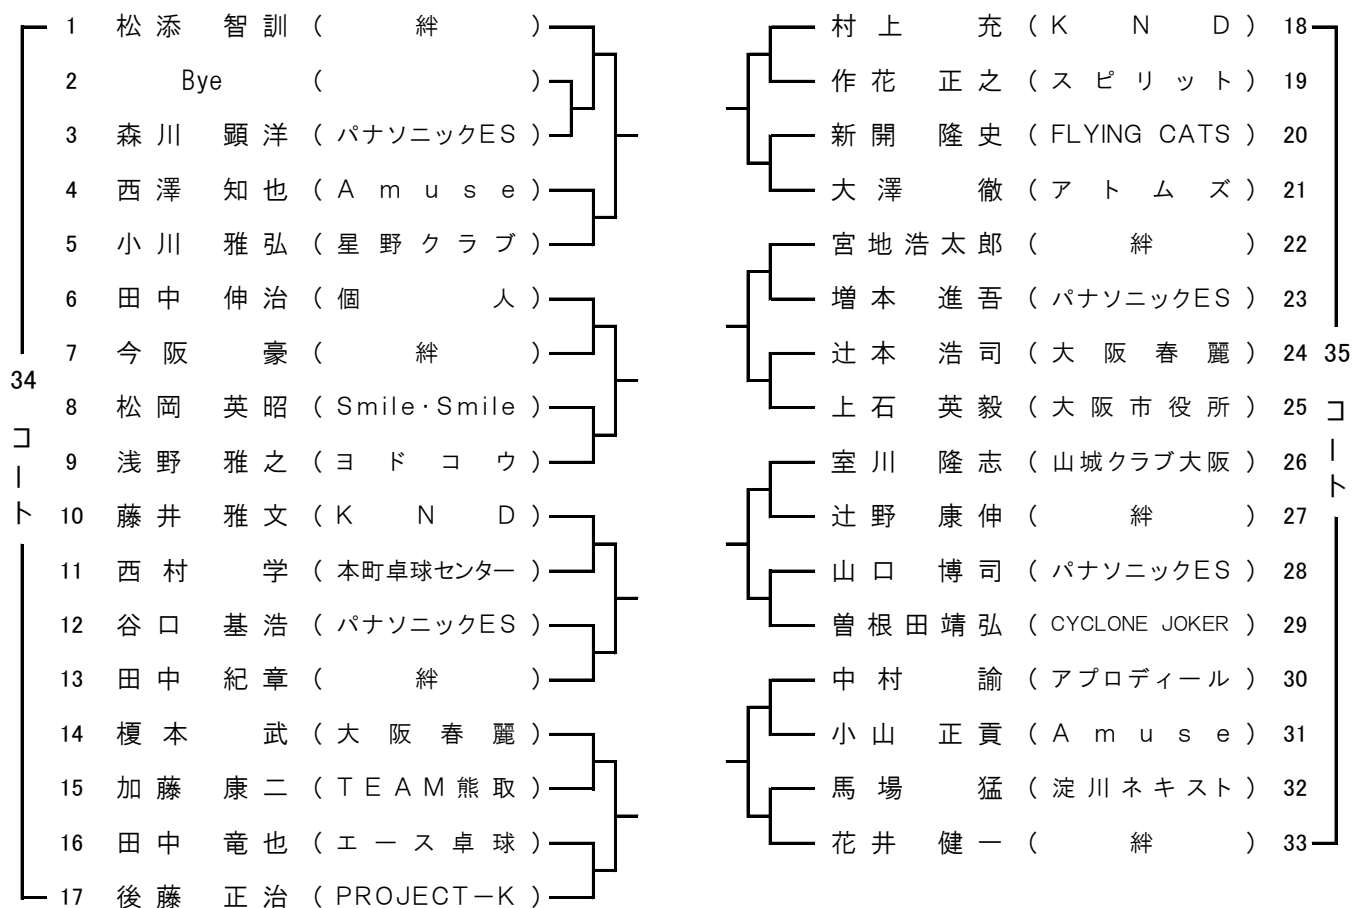 1 松添 智訓 ( 絆 )
2 Bye ( )
3 森川 顕洋 ( パナソニックES )
4 西澤 知也 ( Amuse )
5 小川 雅弘 ( 星野クラブ )
6 田中 伸治 ( 個人 )
7 今阪 豪 ( 絆 )
8 松岡 英昭 ( Smile・Smile )
9 浅野 雅之 ( ヨドコウ )
10 藤井 雅文 ( KND )
11 西村 学 ( 本町卓球センター )
12 谷口 基浩 ( パナソニックES )
13 田中 紀章 ( 絆 )
14 榎本 武 ( 大阪春麗 )
15 加藤 康二 ( TEAM熊取 )
16 田中 竜也 ( エース卓球 )
17 後藤 正治 ( PROJECT－K )
34コート
村上 充 ( KND ) 18
作花 正之 ( スピリット ) 19
新開 隆史 ( FLYING CATS ) 20
大澤 徹 ( アトムズ ) 21
宮地浩太郎 ( 絆 ) 22
増本 進吾 ( パナソニックES ) 23
辻本 浩司 ( 大阪春麗 ) 24
上石 英毅 ( 大阪市役所 ) 25
室川 隆志 ( 山城クラブ大阪 ) 26
辻野 康伸 ( 絆 ) 27
山口 博司 ( パナソニックES ) 28
曽根田靖弘 ( CYCLONE JOKER ) 29
中村 諭 ( アプロディール ) 30
小山 正貢 ( Amuse ) 31
馬場 猛 ( 淀川ネキスト ) 32
花井 健一 ( 絆 ) 33
35コート